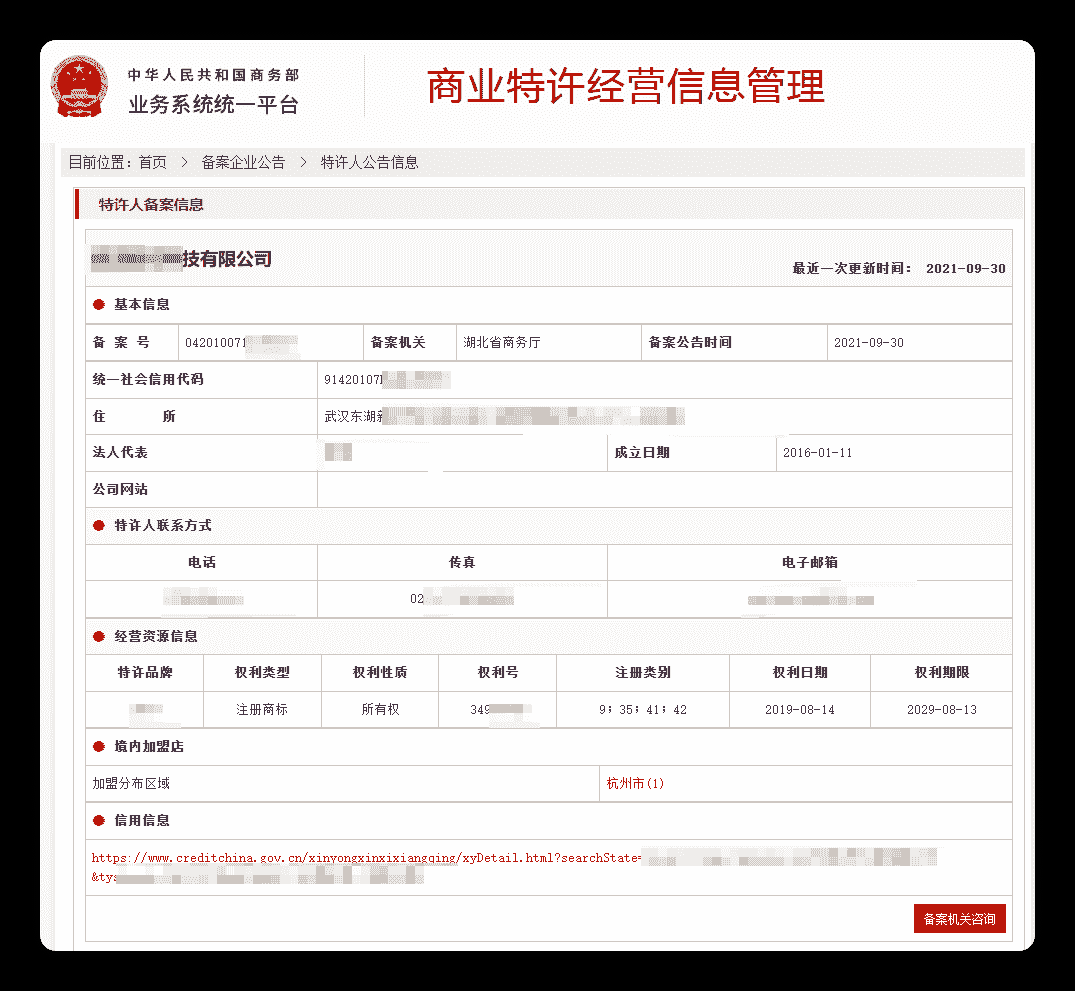 中华人民共和国商务部
业务系统统一平台
商业特许经营信息管理
目前位置：首页 > 备案企业公告 > 特许人公告信息
特许人备案信息
技有限公司
最近一次更新时间： 2021-09-30
基本信息
备 案 号 042010071 备案机关 湖北省商务厅 备案公告时间 2021-09-30
统一社会信用代码 91420107
住 所 武汉东湖新
法人代表 成立日期 2016-01-11
公司网站
特许人联系方式
电话 传真 电子邮箱
02
经营资源信息
特许品牌 权利类型 权利性质 权利号 注册类别 权利日期 权利期限
注册商标 所有权 349 9；35；41；42 2019-08-14 2029-08-13
境内加盟店
加盟分布区域 杭州市(1)
信用信息
https://www.creditchina.gov.cn/xinyongxinxixiangqing/xyDetail.html?searchState=
&tys
备案机关咨询